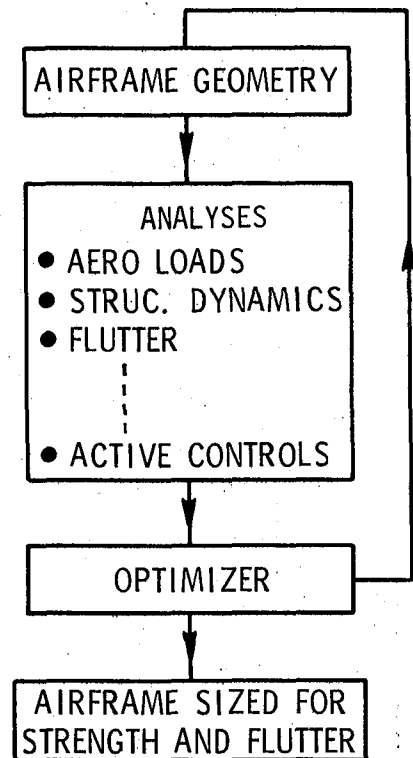 AIRFRAME GEOMETRY
ANALYSES
● AERO LOADS
● STRUC. DYNAMICS
● FLUTTER
● ACTIVE CONTROLS
OPTIMIZER
AIRFRAME SIZED FOR
STRENGTH AND FLUTTER